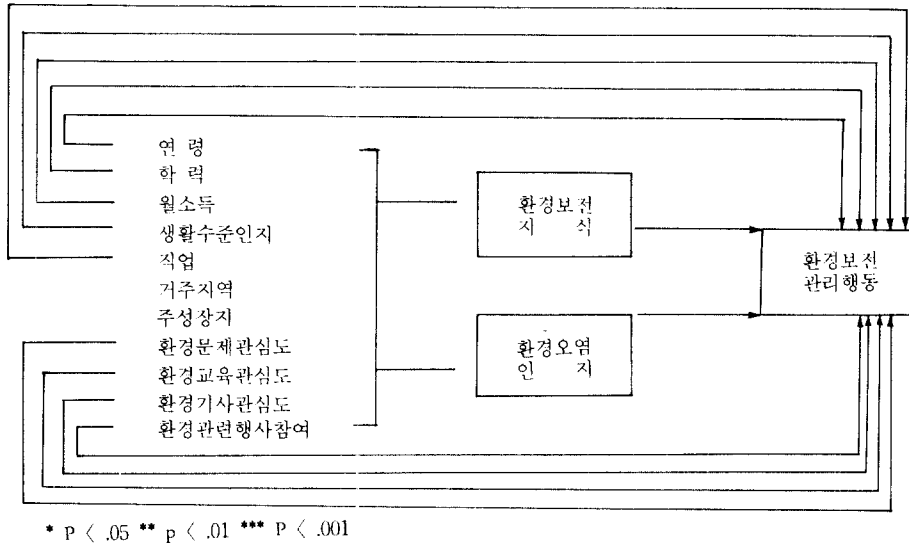 연 령
학 력
월소득
생활수준인지
직업
거주지역
주성장지
환경문제관심도
환경교육관심도
환경기사관심도
환경관련행사참여
환경보전
지 식
환경오염
인 지
환경보전
관리행동
* P < .05 ** p < .01 *** P < .001